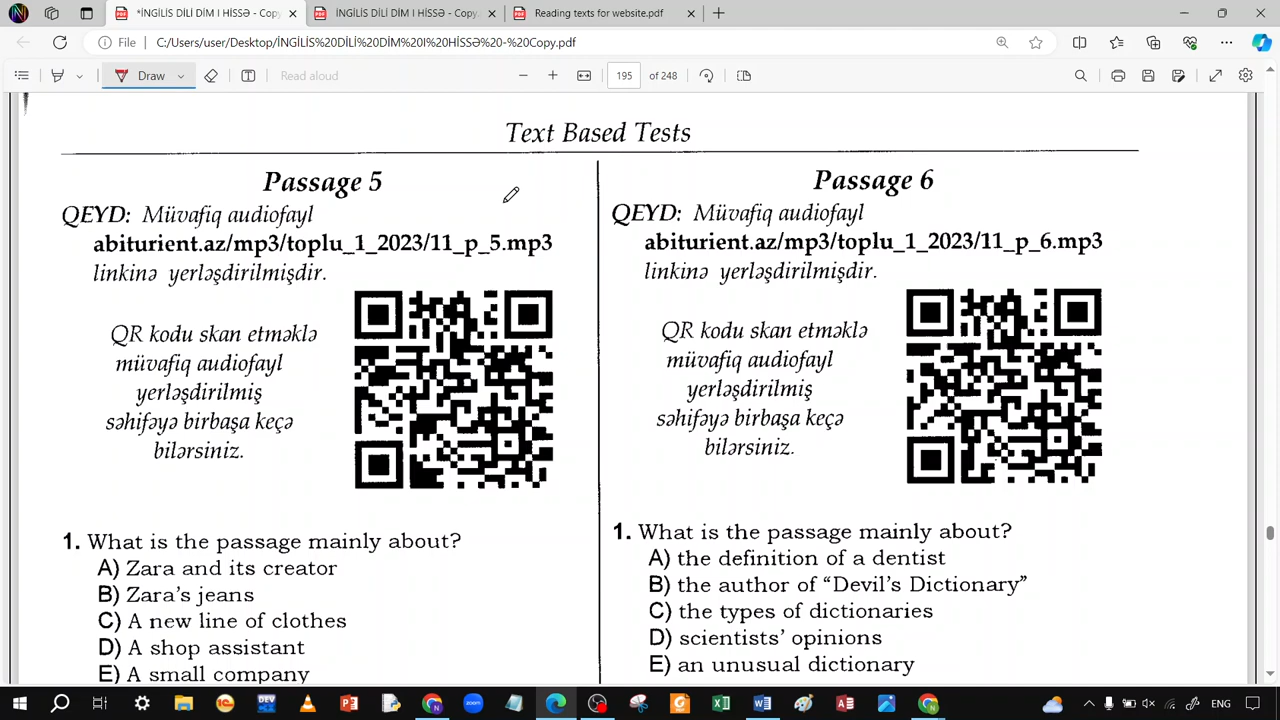 *İNGİLİS DİLİ DİM I HİSSƏ - Copy
İNGİLİS DİLİ DİM I HİSSƏ - Copy
Reading texts for website.pdf
File
C:/Users/user/Desktop/İNGİLİS%20DİLİ%20DİM%20I%20HİSSƏ%20-%20Copy.pdf
Draw
Read aloud
195
of 248
Text Based Tests
Passage 5
QEYD: Müvafiq audiofayl
abiturient.az/mp3/toplu_1_2023/11_p_5.mp3
linkinə yerləşdirilmişdir.
QR kodu skan etməklə
müvafiq audiofayl
yerləşdirilmiş
səhifəyə birbaşa keçə
bilərsiniz.
1. What is the passage mainly about?
A) Zara and its creator
B) Zara's jeans
C) A new line of clothes
D) A shop assistant
E) A small company
Passage 6
QEYD: Müvafiq audiofayl
abiturient.az/mp3/toplu_1_2023/11_p_6.mp3
linkinə yerləşdirilmişdir.
QR kodu skan etməklə
müvafiq audiofayl
yerləşdirilmiş
səhifəyə birbaşa keçə
bilərsiniz.
1. What is the passage mainly about?
A) the definition of a dentist
B) the author of “Devil's Dictionary”
C) the types of dictionaries
D) scientists' opinions
E) an unusual dictionary
zoom
DEV
ENG